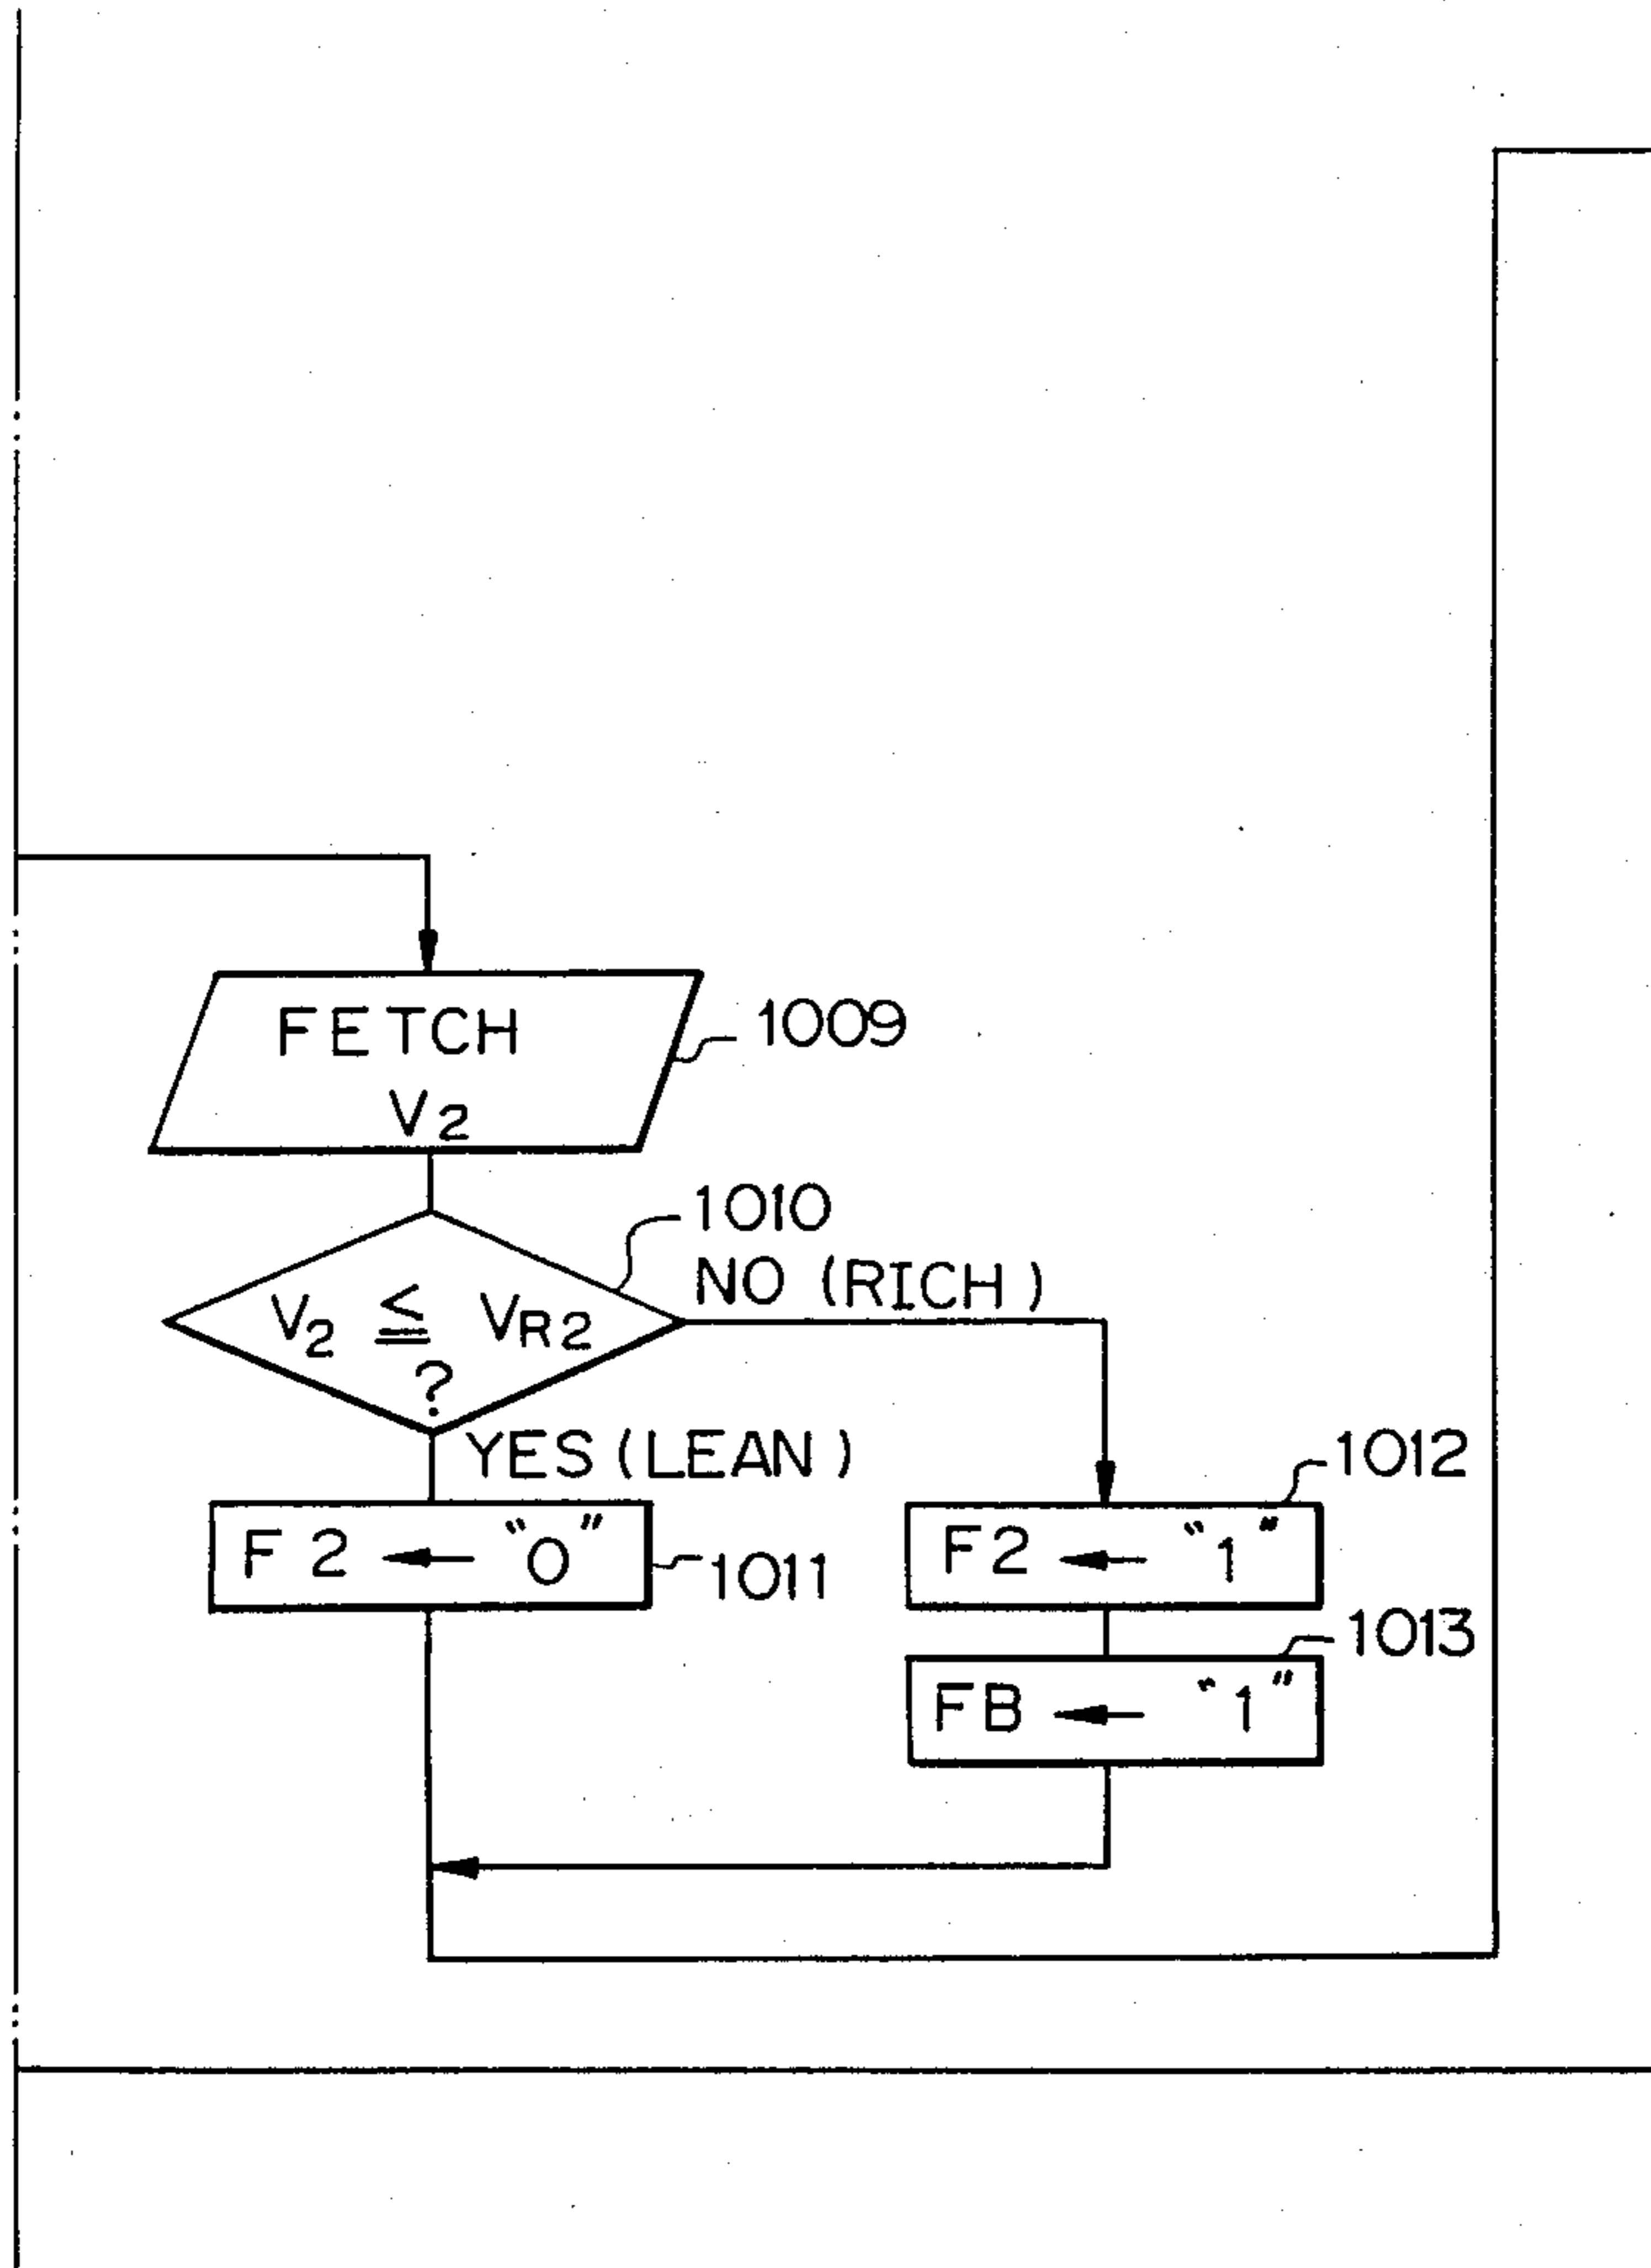 FETCH
V₂
1009
1010
NO (RICH)
V₂ ≦ VR2
?
YES (LEAN)
F2 ← "0"
1011
1012
F2 ← "1"
1013
FB ← "1"